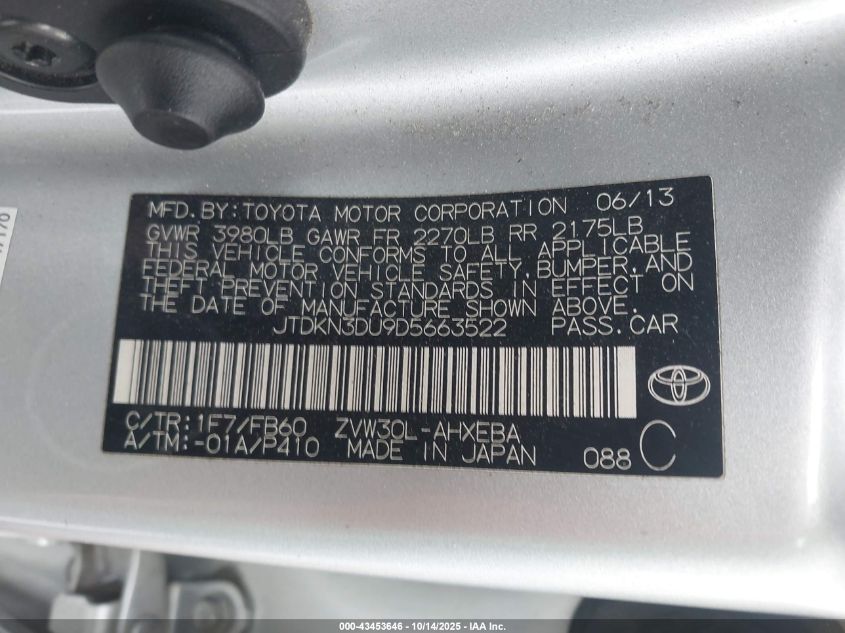 MFD. BY: TOYOTA MOTOR CORPORATION 06/13
GVWR 3980LB GAWR FR 2270LB RR 2175LB
THIS VEHICLE CONFORMS TO ALL APPLICABLE
FEDERAL MOTOR VEHICLE SAFETY, BUMPER, AND
THEFT PREVENTION STANDARDS IN EFFECT ON
THE DATE OF MANUFACTURE SHOWN ABOVE.
JTDKN3DU9D5663522 PASS. CAR
C/TR: 1F7/FB60 ZVW30L-AHXEBA
A/TM: -01A/P410 MADE IN JAPAN 088 C
000-43453646 - 10/14/2025 - IAA Inc.